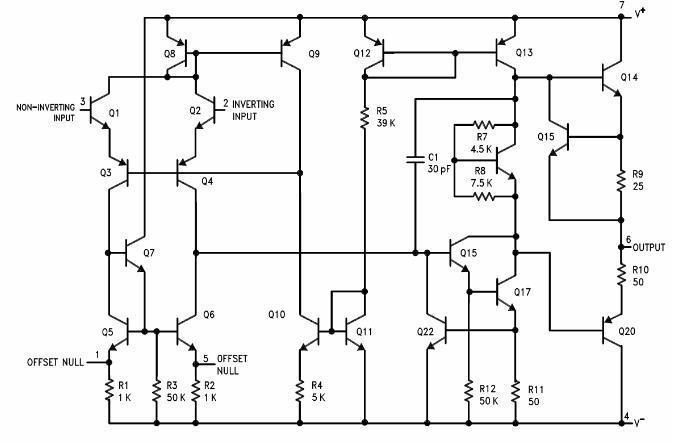 7
V+
Q8
Q9
Q12
Q13
Q14
3
NON-INVERTING
INPUT
Q1
Q2
2 INVERTING
INPUT
R5
39 K
R7
4.5 K
Q15
C1
30 pF
R8
7.5 K
Q3
Q4
R9
25
Q7
Q15
6
OUTPUT
R10
50
Q5
Q6
Q10
Q11
Q22
Q17
Q20
OFFSET NULL
1
5
OFFSET
NULL
R1
1 K
R3
50 K
R2
1 K
R4
5 K
R12
50 K
R11
50
4
V-